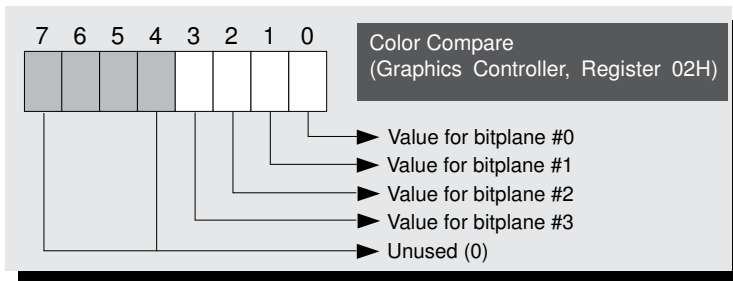 7 6 5 4 3 2 1 0
Color Compare
(Graphics Controller, Register 02H)
Value for bitplane #0
Value for bitplane #1
Value for bitplane #2
Value for bitplane #3
Unused (0)